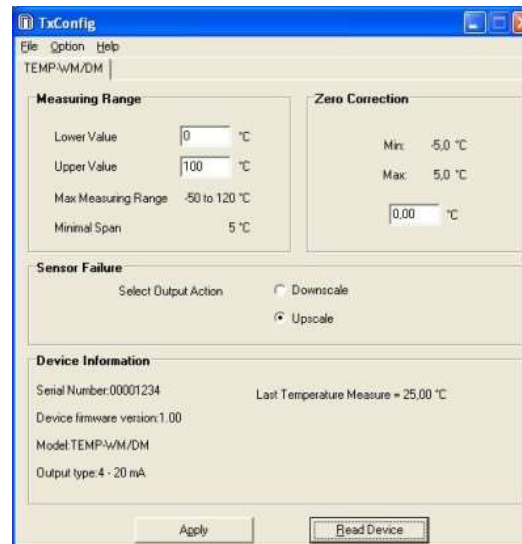 TxConfig
File Option Help
TEMP-WM/DM
Measuring Range
Lower Value 0 °C
Upper Value 100 °C
Max Measuring Range -50 to 120 °C
Minimal Span 5 °C
Zero Correction
Min: -5,0 °C
Max: 5,0 °C
0,00 °C
Sensor Failure
Select Output Action
Downscale
Upscale
Device Information
Serial Number:00001234
Last Temperature Measure = 25,00 °C
Device firmware version:1.00
Model:TEMP-WM/DM
Output type:4 - 20 mA
Apply Read Device